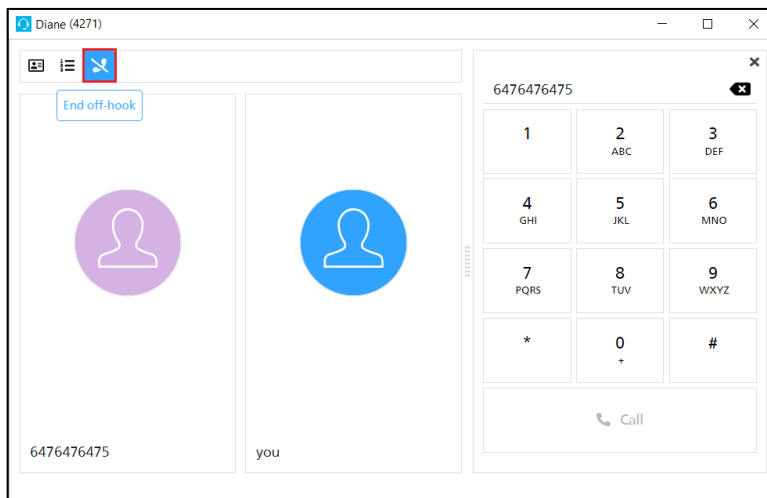 Diane (4271)
End off-hook
6476476475
you
6476476475
1
2
ABC
3
DEF
4
GHI
5
JKL
6
MNO
7
PQRS
8
TUV
9
WXYZ
*
0
+
#
Call